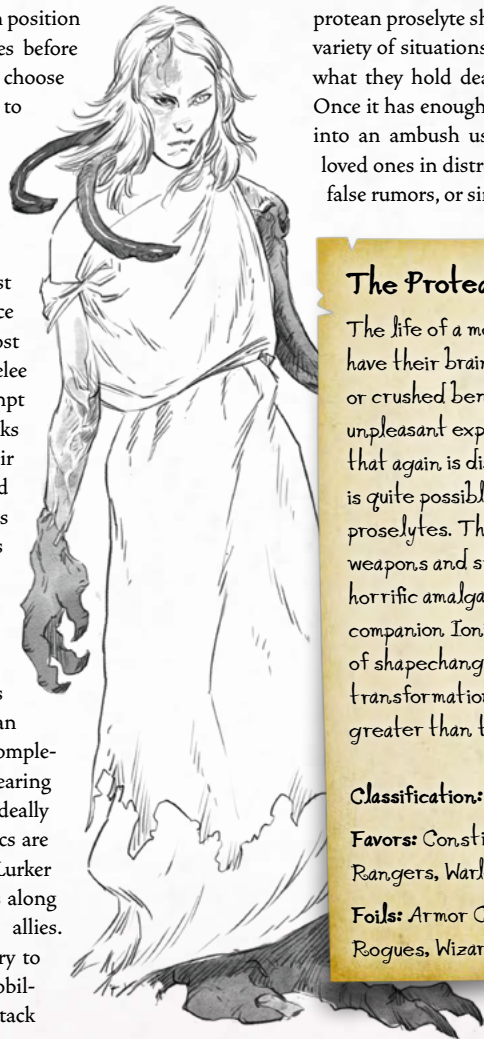 n position
es before
choose
to
st
ce
ost
elee
mpt
ks
ir
d
s
s
s
an
omple-
earing
deally
cs are
Lurker
s along
allies.
ry to
obil-
tack
protean proselyte sh
variety of situations
what they hold dea
Once it has enough
into an ambush us
loved ones in distr
false rumors, or si
The Protea
The life of a m
have their brain
or crushed ben
unpleasant exp
that again is dis
is quite possibl
proselytes. Th
weapons and s
horrific amalga
companion Ion
of shapechang
transformation
greater than t
Classification:
Favors: Consti
Rangers, Warl
Foils: Armor C
Rogues, Wizar